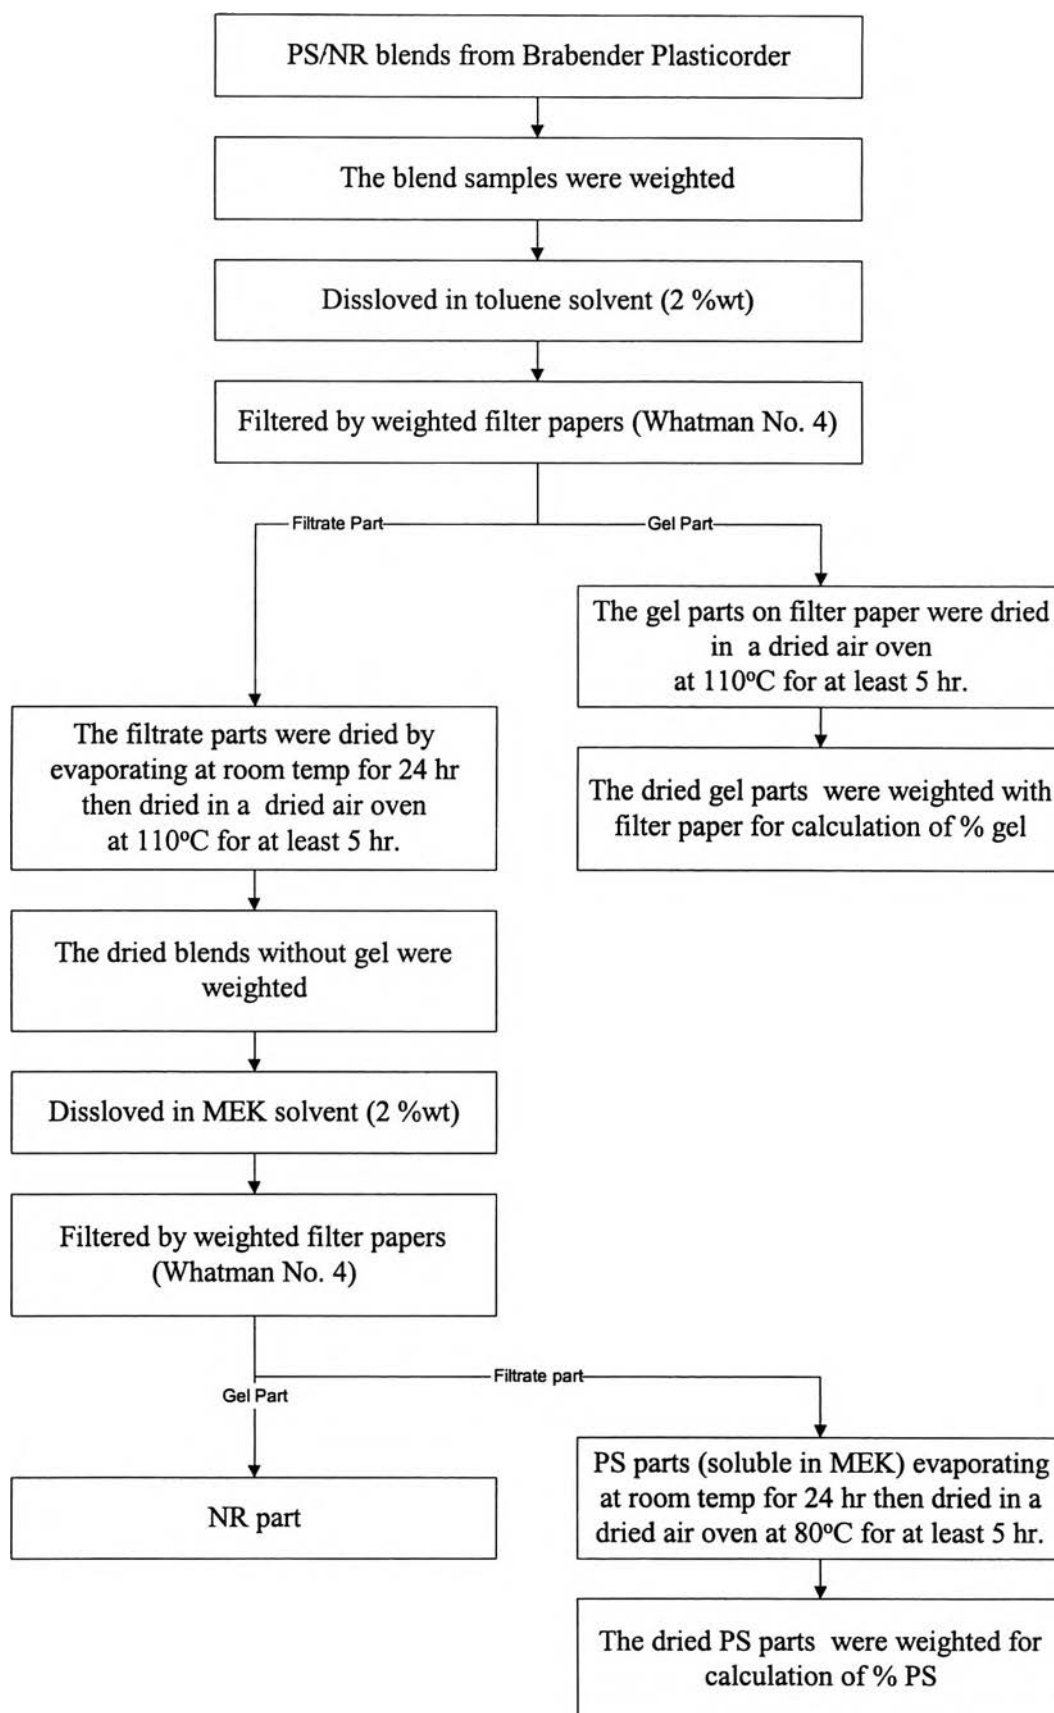 PS/NR blends from Brabender Plasticorder
The blend samples were weighted
Dissloved in toluene solvent (2 %wt)
Filtered by weighted filter papers (Whatman No. 4)
Filtrate Part
Gel Part
The gel parts on filter paper were dried
in a dried air oven
at 110°C for at least 5 hr.
The filtrate parts were dried by
evaporating at room temp for 24 hr
then dried in a dried air oven
at 110°C for at least 5 hr.
The dried gel parts were weighted with
filter paper for calculation of % gel
The dried blends without gel were
weighted
Dissloved in MEK solvent (2 %wt)
Filtered by weighted filter papers
(Whatman No. 4)
Filtrate part
Gel Part
NR part
PS parts (soluble in MEK) evaporating
at room temp for 24 hr then dried in a
dried air oven at 80°C for at least 5 hr.
The dried PS parts were weighted for
calculation of % PS